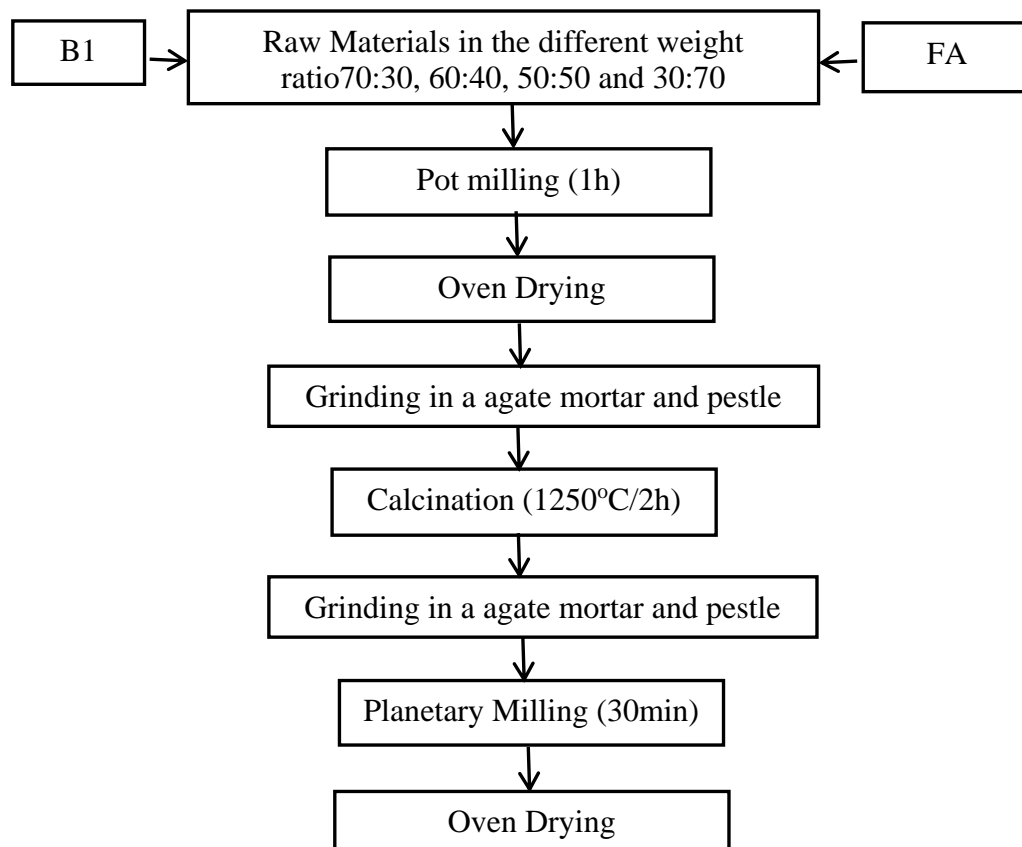 B1
Raw Materials in the different weight
ratio70:30, 60:40, 50:50 and 30:70
FA
Pot milling (1h)
Oven Drying
Grinding in a agate mortar and pestle
Calcination (1250°C/2h)
Grinding in a agate mortar and pestle
Planetary Milling (30min)
Oven Drying